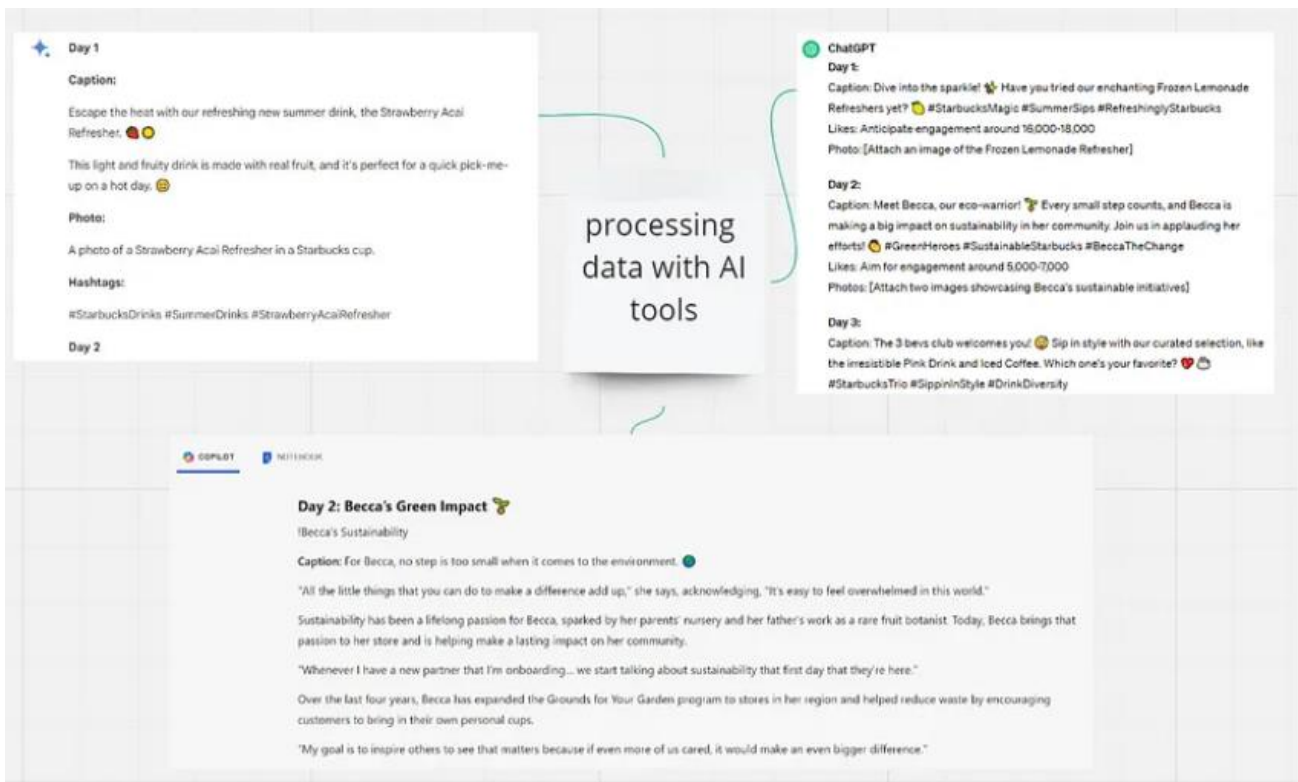 Day 1
Caption:
Escape the heat with our refreshing new summer drink, the Strawberry Acai
Refresher. 🍓🍋
This light and fruity drink is made with real fruit, and it's perfect for a quick pick-me-
up on a hot day. 😊
Photo:
A photo of a Strawberry Acai Refresher in a Starbucks cup.
Hashtags:
#StarbucksDrinks #SummerDrinks #StrawberryAcaiRefresher
Day 2
processing
data with AI
tools
ChatGPT
Day 1:
Caption: Dive into the sparkle! ✨ Have you tried our enchanting Frozen Lemonade
Refreshers yet? 🍋 #StarbucksMagic #SummerSips #RefreshinglyStarbucks
Likes: Anticipate engagement around 16,000-18,000
Photo: [Attach an image of the Frozen Lemonade Refresher]
Day 2:
Caption: Meet Becca, our eco-warrior! 🌱 Every small step counts, and Becca is
making a big impact on sustainability in her community. Join us in applauding her
efforts! 👏 #GreenHeroes #SustainableStarbucks #BeccaTheChange
Likes: Aim for engagement around 5,000-7,000
Photos: [Attach two images showcasing Becca's sustainable initiatives]
Day 3:
Caption: The 3 bevs club welcomes you! 😄 Sip in style with our curated selection, like
the irresistible Pink Drink and Iced Coffee. Which one's your favorite? 💖☕
#StarbucksTrio #SippinInStyle #DrinkDiversity
COPILOT
NOTEBOOK
Day 2: Becca's Green Impact 🌱
!Becca's Sustainability
Caption: For Becca, no step is too small when it comes to the environment. 🌎
"All the little things that you can do to make a difference add up," she says, acknowledging, "It's easy to feel overwhelmed in this world."
Sustainability has been a lifelong passion for Becca, sparked by her parents' nursery and her father's work as a rare fruit botanist. Today, Becca brings that
passion to her store and is helping make a lasting impact on her community.
"Whenever I have a new partner that I'm onboarding... we start talking about sustainability that first day that they're here."
Over the last four years, Becca has expanded the Grounds for Your Garden program to stores in her region and helped reduce waste by encouraging
customers to bring in their own personal cups.
"My goal is to inspire others to see that matters because if even more of us cared, it would make an even bigger difference."